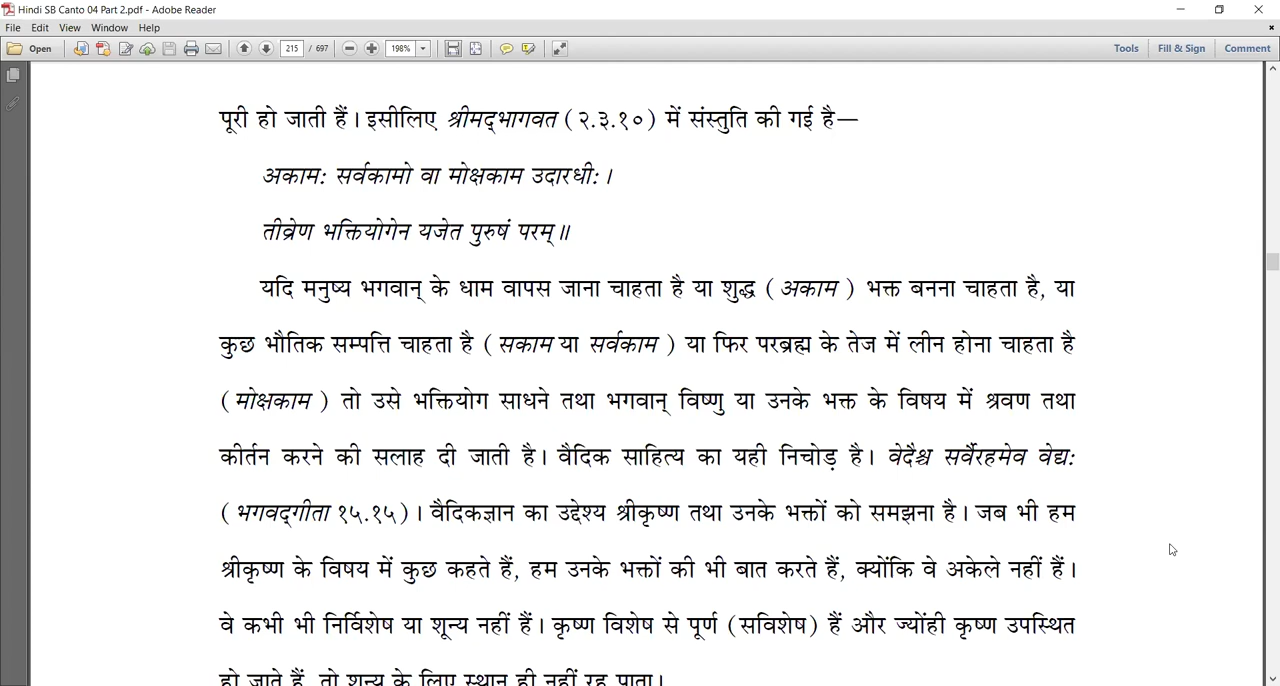 Hindi SB Canto 04 Part 2.pdf - Adobe Reader
File Edit View Window Help
Open 215 / 697 198% Tools Fill & Sign Comment
पूरी हो जाती हैं। इसीलिए श्रीमद्‌भागवत (२.३.१०) में संस्तुति की गई है—
अकामः सर्वकामो वा मोक्षकाम उदारधीः।
तीव्रेण भक्तियोगेन यजेत पुरुषं परम्॥
यदि मनुष्य भगवान् के धाम वापस जाना चाहता है या शुद्ध (अकाम ) भक्त बनना चाहता है, या
कुछ भौतिक सम्पत्ति चाहता है (सकाम या सर्वकाम ) या फिर परब्रह्म के तेज में लीन होना चाहता है
(मोक्षकाम ) तो उसे भक्तियोग साधने तथा भगवान् विष्णु या उनके भक्त के विषय में श्रवण तथा
कीर्तन करने की सलाह दी जाती है। वैदिक साहित्य का यही निचोड़ है। वेदैश्च सर्वैरहमेव वेद्यः
(भगवद्‌गीता १५.१५)। वैदिकज्ञान का उद्देश्य श्रीकृष्ण तथा उनके भक्तों को समझना है। जब भी हम
श्रीकृष्ण के विषय में कुछ कहते हैं, हम उनके भक्तों की भी बात करते हैं, क्योंकि वे अकेले नहीं हैं।
वे कभी भी निर्विशेष या शून्य नहीं हैं। कृष्ण विशेष से पूर्ण (सविशेष) हैं और ज्योंही कृष्ण उपस्थित
हो जाते हैं, तो शून्य के लिए स्थान ही नहीं रह पाता।